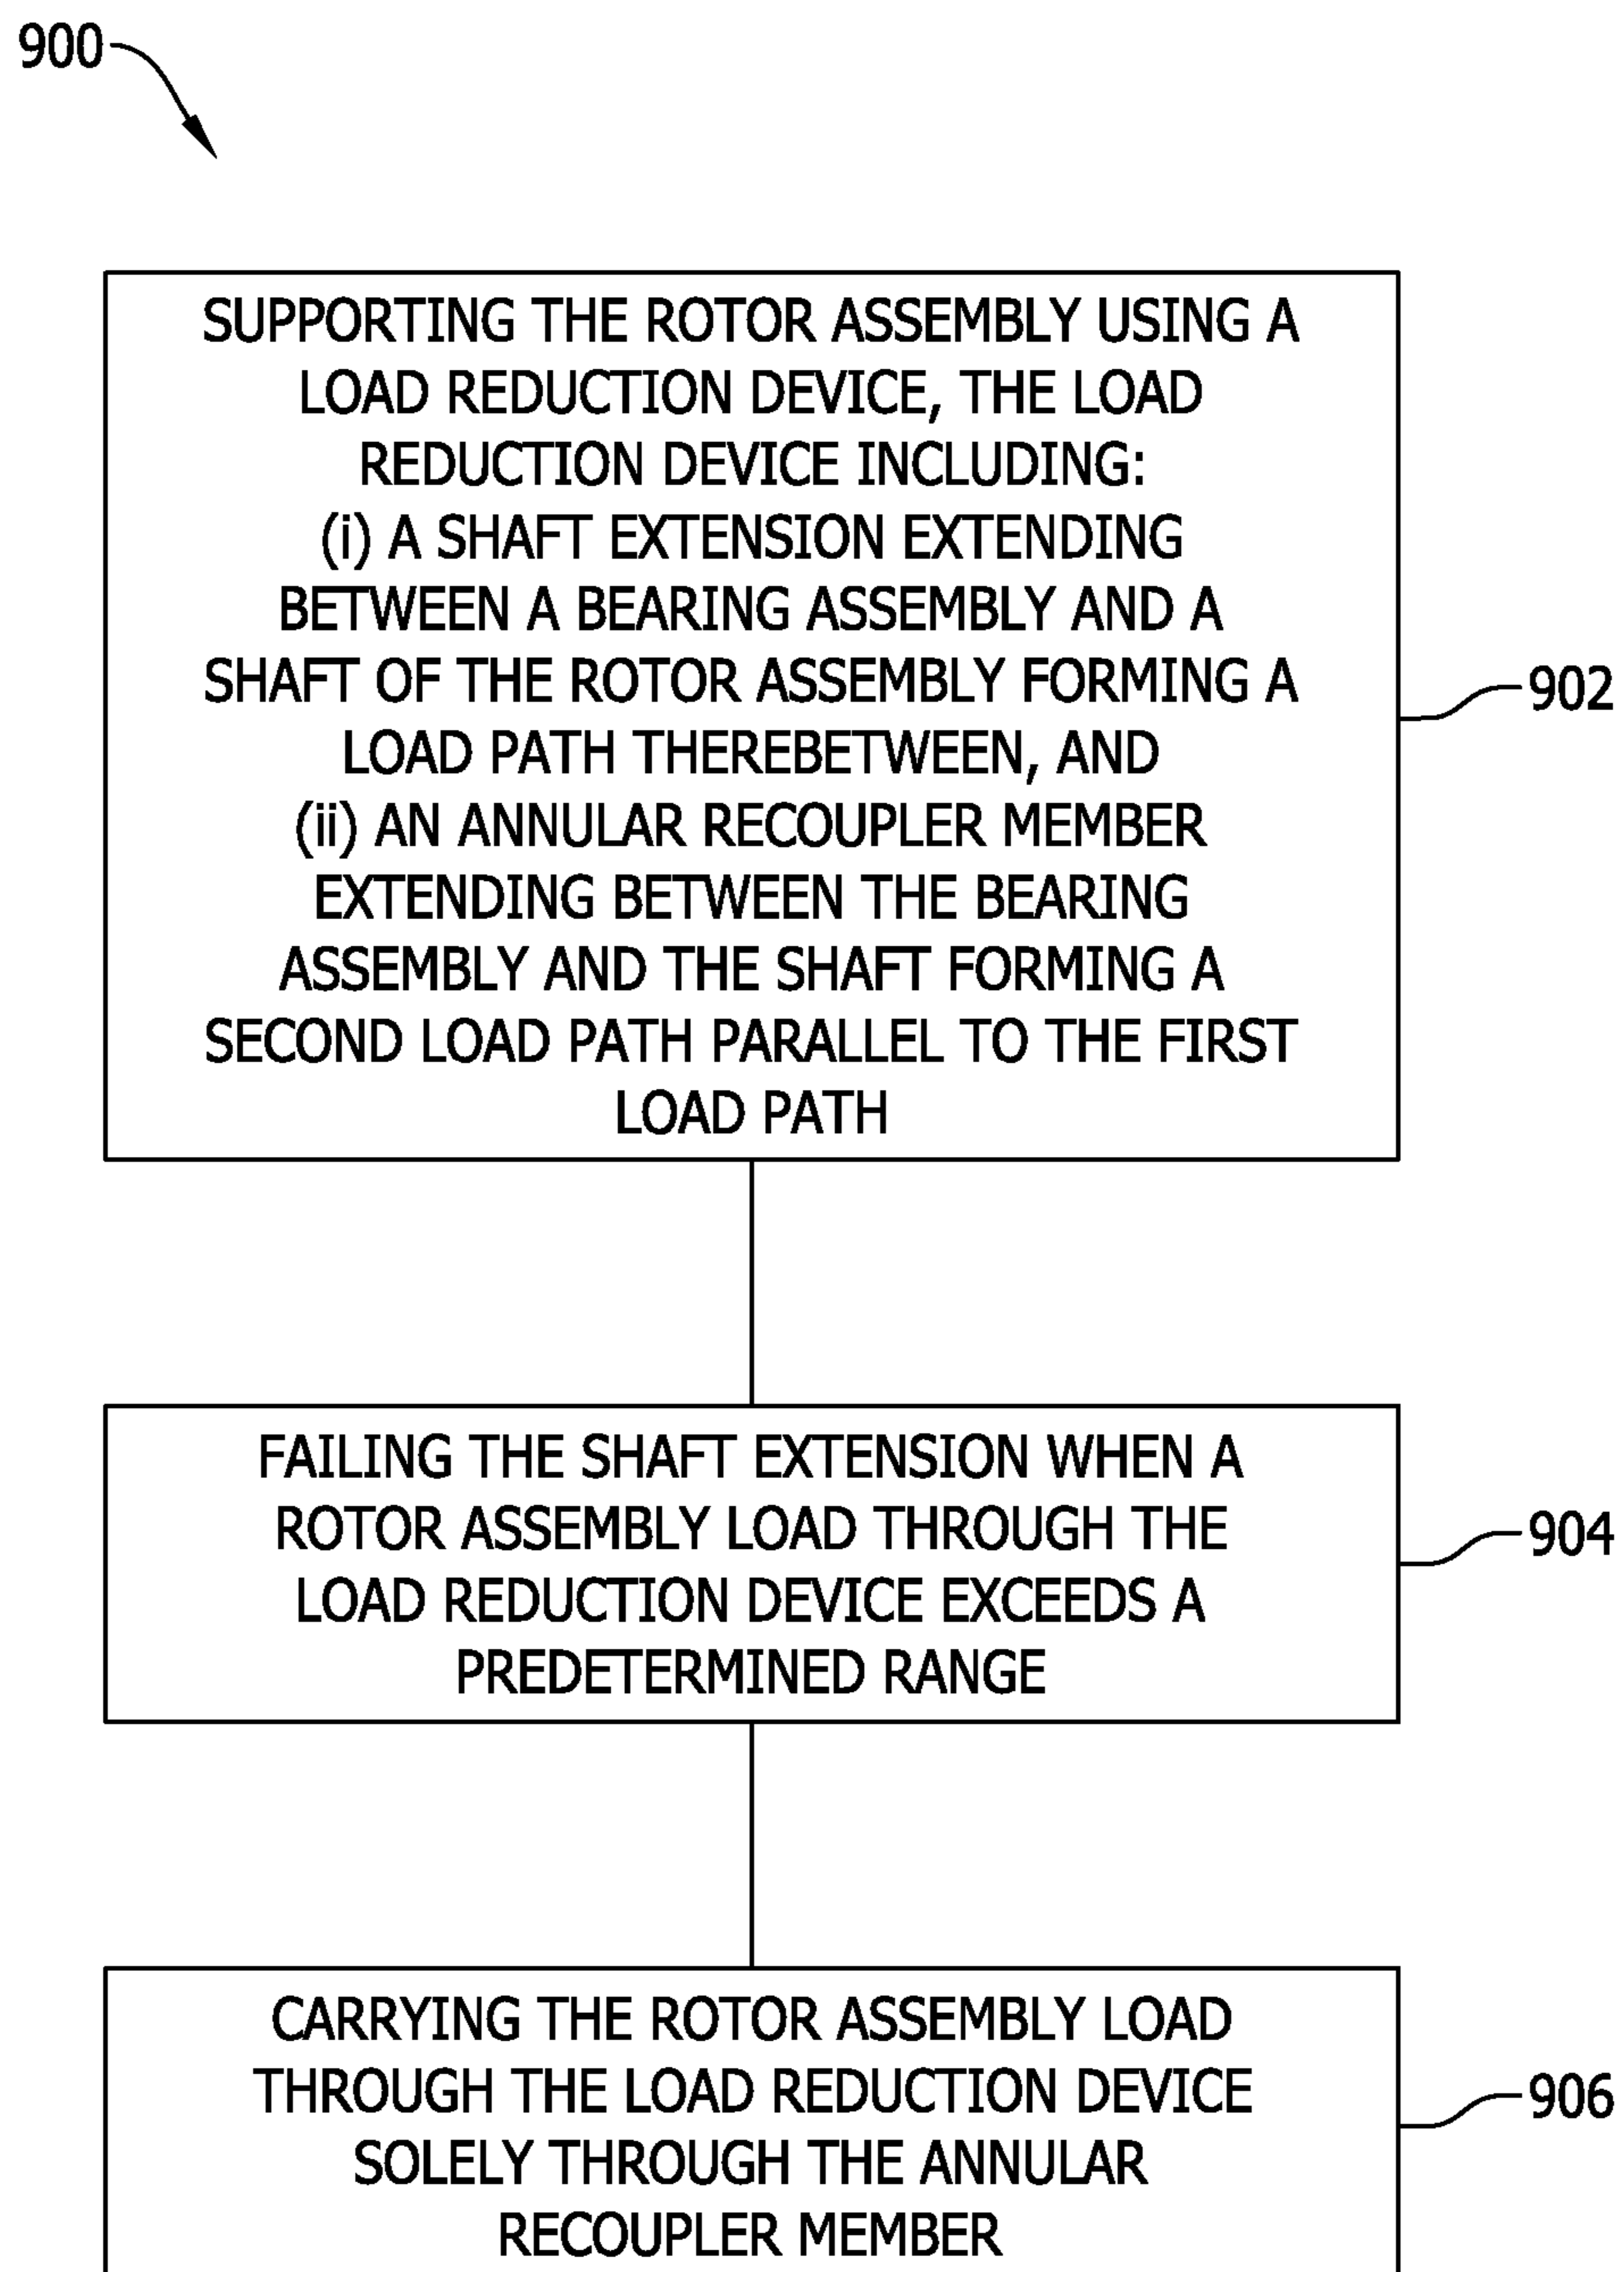 900
SUPPORTING THE ROTOR ASSEMBLY USING A
LOAD REDUCTION DEVICE, THE LOAD
REDUCTION DEVICE INCLUDING:
(i) A SHAFT EXTENSION EXTENDING
BETWEEN A BEARING ASSEMBLY AND A
SHAFT OF THE ROTOR ASSEMBLY FORMING A
LOAD PATH THEREBETWEEN, AND
(ii) AN ANNULAR RECOUPLER MEMBER
EXTENDING BETWEEN THE BEARING
ASSEMBLY AND THE SHAFT FORMING A
SECOND LOAD PATH PARALLEL TO THE FIRST
LOAD PATH
902
FAILING THE SHAFT EXTENSION WHEN A
ROTOR ASSEMBLY LOAD THROUGH THE
LOAD REDUCTION DEVICE EXCEEDS A
PREDETERMINED RANGE
904
CARRYING THE ROTOR ASSEMBLY LOAD
THROUGH THE LOAD REDUCTION DEVICE
SOLELY THROUGH THE ANNULAR
RECOUPLER MEMBER
906